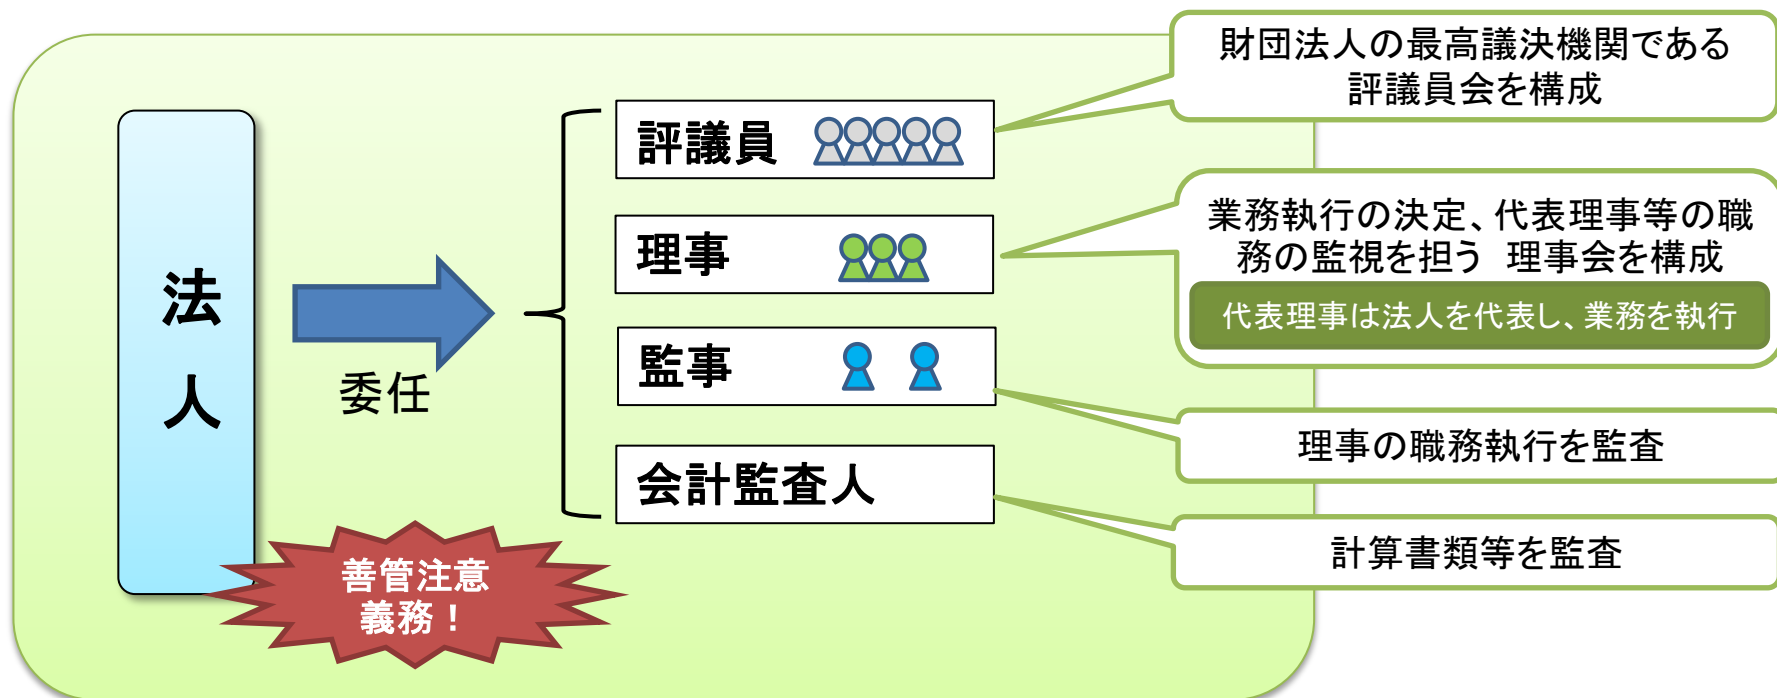 法
人
委任
善管注意
義務！
評議員
理事
監事
会計監査人
財団法人の最高議決機関である
評議員会を構成
業務執行の決定、代表理事等の職
務の監視を担う　理事会を構成
代表理事は法人を代表し、業務を執行
理事の職務執行を監査
計算書類等を監査